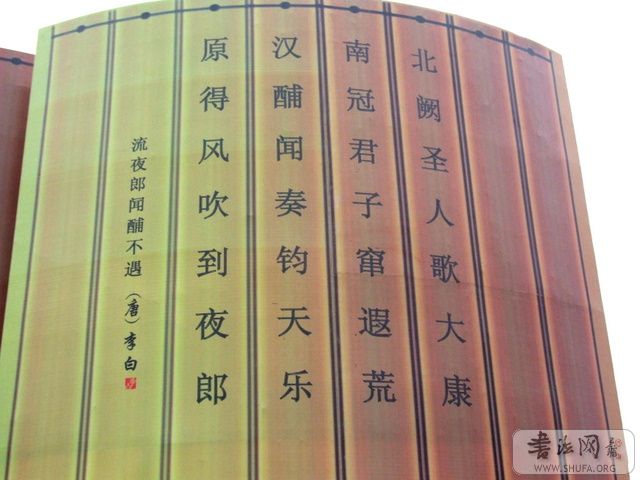 北阙圣人歌大康
南冠君子窜遐荒
汉酺闻奏钧天乐
原得风吹到夜郎
流夜郎闻酺不遇（唐）李白
书法网
WWW.SHUFA.ORG